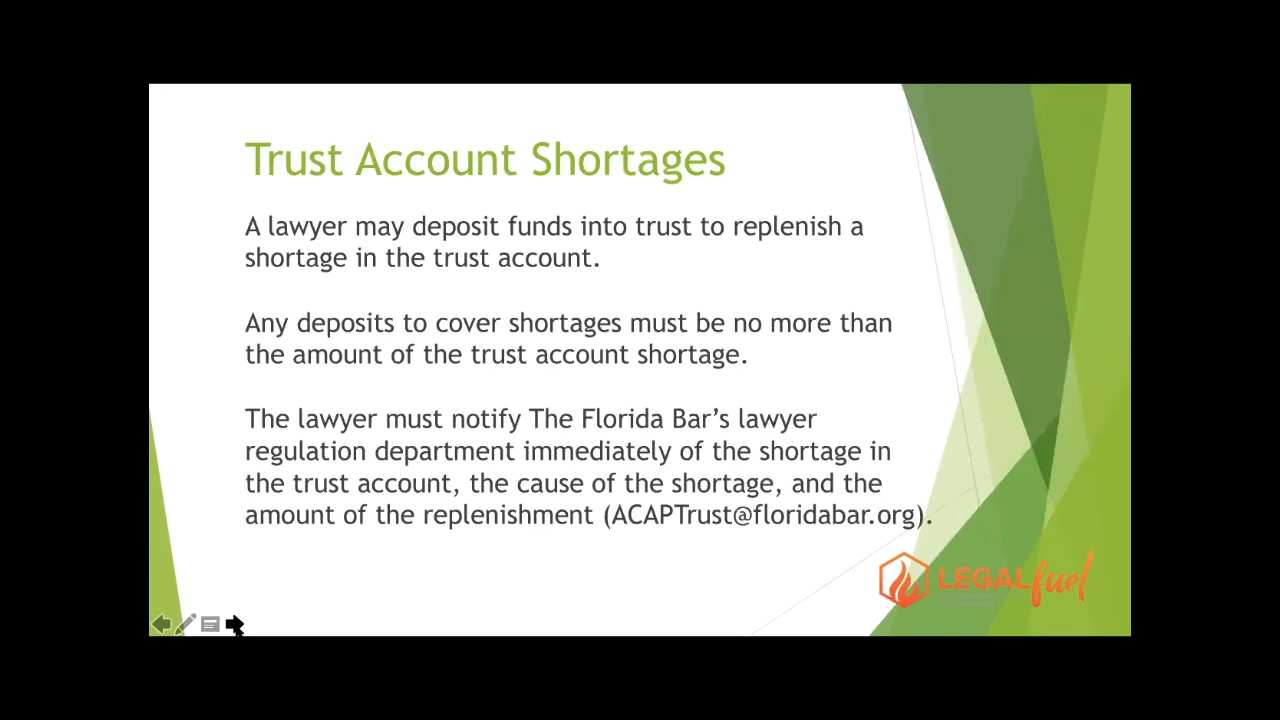 Trust Account Shortages
A lawyer may deposit funds into trust to replenish a
shortage in the trust account.
Any deposits to cover shortages must be no more than
the amount of the trust account shortage.
The lawyer must notify The Florida Bar’s lawyer
regulation department immediately of the shortage in
the trust account, the cause of the shortage, and the
amount of the replenishment (ACAPTrust@floridabar.org).
LEGALfuel